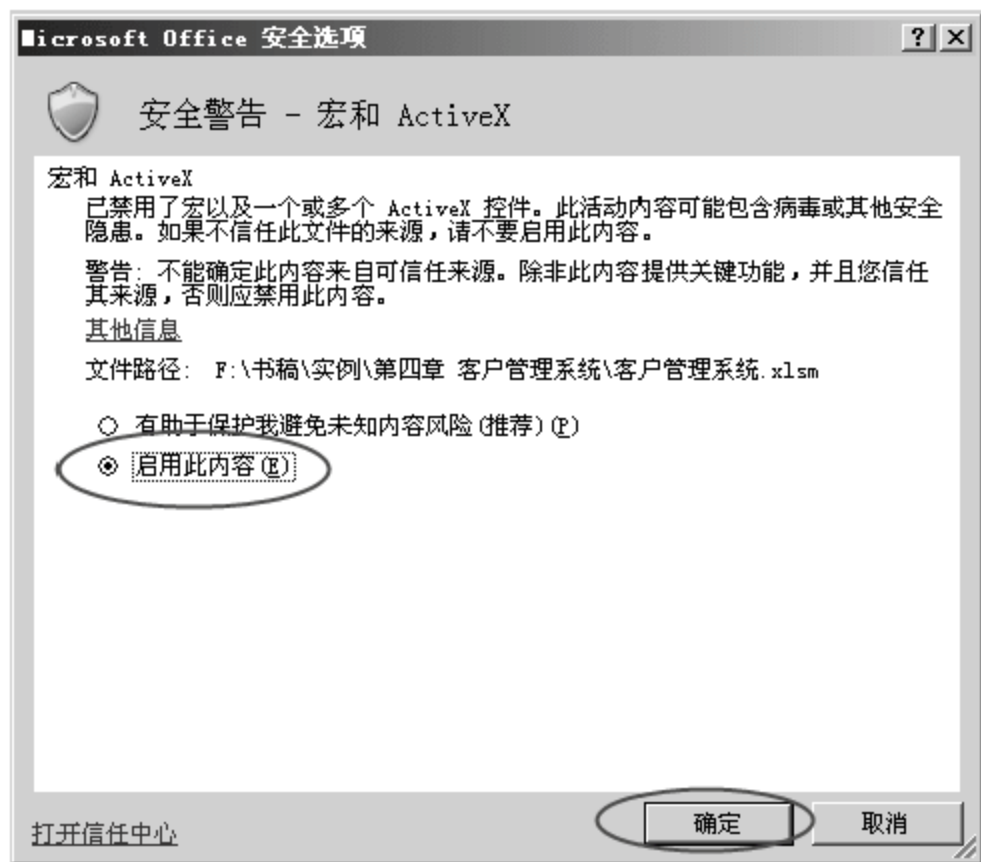 Microsoft Office 安全选项
安全警告 - 宏和 ActiveX
宏和 ActiveX
已禁用了宏以及一个或多个 ActiveX 控件。此活动内容可能包含病毒或其他安全
隐患。如果不信任此文件的来源,请不要启用此内容。
警告: 不能确定此内容来自可信任来源。除非此内容提供关键功能,并且您信任
其来源,否则应禁用此内容。
其他信息
文件路径: F:\书稿\实例\第四章 客户管理系统\客户管理系统.xlsm
有助于保护我避免未知内容风险(推荐)(P)
启用此内容(E)
打开信任中心
确定
取消